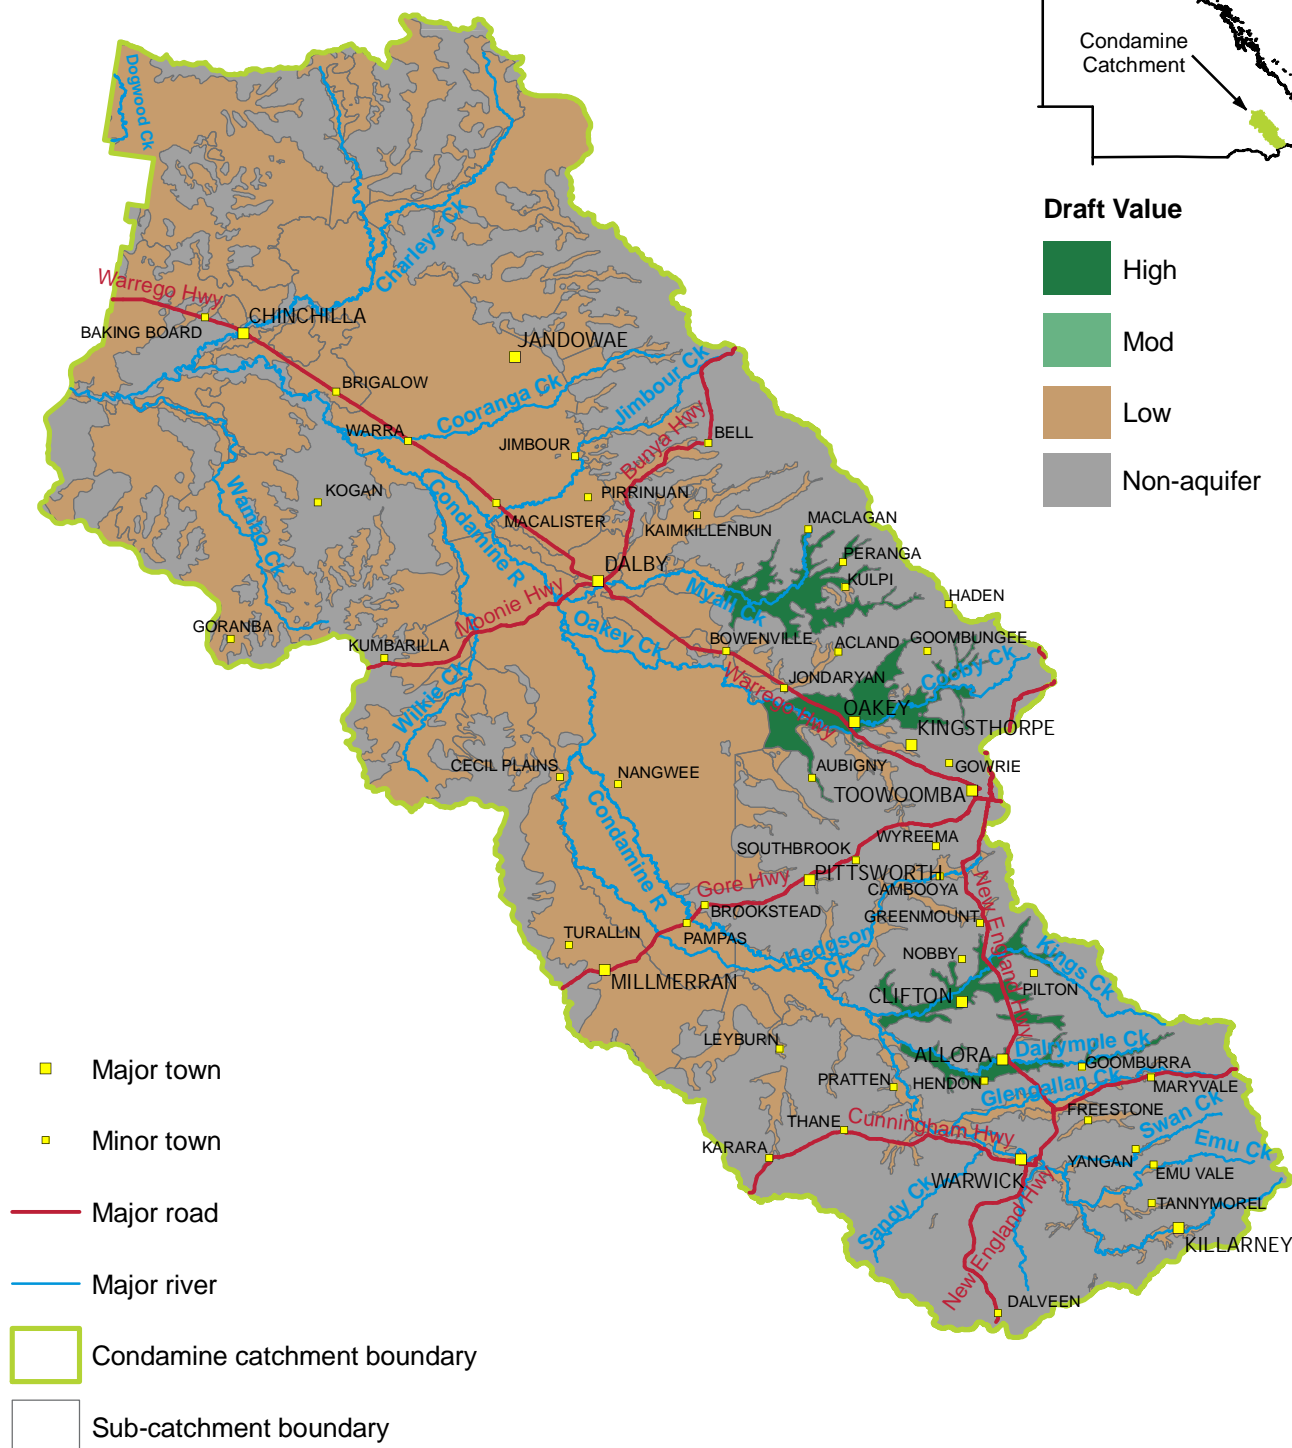 Condamine
Catchment
Draft Value
High
Mod
Low
Non-aquifer
Dogwood Ck
Charleys Ck
Warrego Hwy
CHINCHILLA
BAKING BOARD
JANDOWAE
BRIGALOW
Cooranga Ck
Jimbour Ck
WARRA
Bunya Hwy
BELL
JIMBOUR
KOGAN
Wambo Ck
Condamine R
PIRRINUAN
MACALISTER
KAIMKILLENBUN
MACLAGAN
PERANGA
DALBY
KULPI
Myall Ck
HADEN
Moonie Hwy
GORANBA
Oakey Ck
BOWENVILLE
ACLAND
GOOMBUNGEE
KUMBARILLA
Cooby Ck
JONDARYAN
Warrego Hwy
Wilkie Ck
OAKEY
KINGSTHORPE
CECIL PLAINS
NANGWEE
AUBIGNY
GOWRIE
TOOWOOMBA
Condamine R
WYREEMA
SOUTHBROOK
PITTSWORTH
Gore Hwy
CAMBOOYA
BROOKSTEAD
GREENMOUNT
New England Hwy
TURALLIN
PAMPAS
Hodgson
Ck
NOBBY
Kings Ck
MILLMERRAN
PILTON
CLIFTON
LEYBURN
ALLORA
Dalrymple Ck
GOOMBURRA
PRATTEN
HENDON
Glengallan Ck
MARYVALE
FREESTONE
THANE
Cunningham Hwy
Swan Ck
KARARA
Emu Ck
YANGAN
EMU VALE
WARWICK
Sandy Ck
New England Hwy
TANNYMOREL
KILLARNEY
DALVEEN
Major town
Minor town
Major road
Major river
Condamine catchment boundary
Sub-catchment boundary